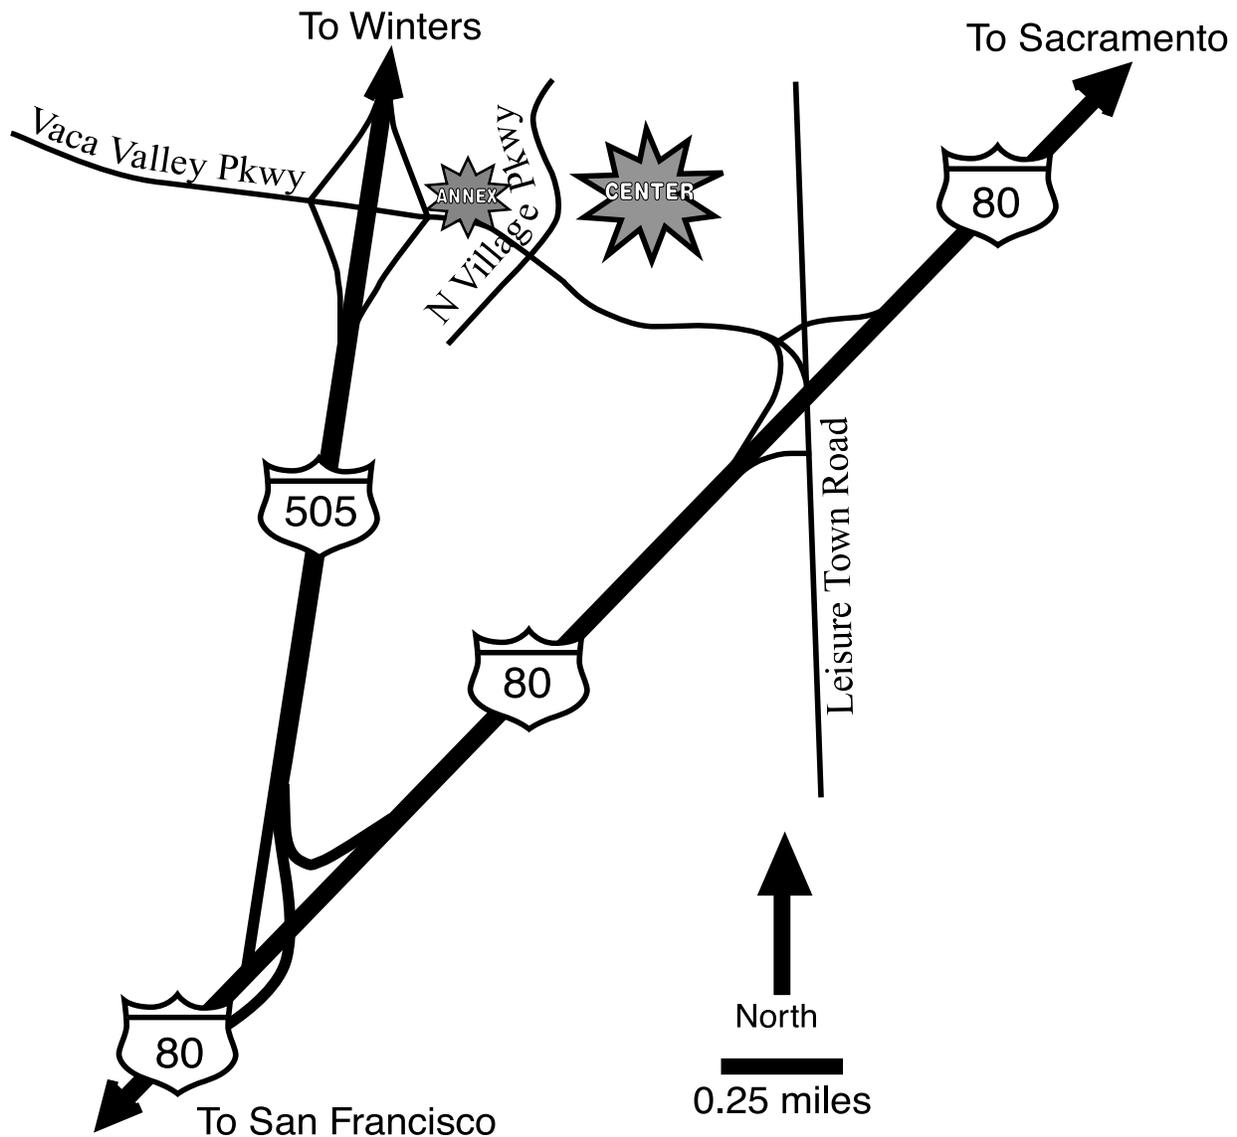 To Winters
To Sacramento
Vaca Valley Pkwy
N Village Pkwy
ANNEX
CENTER
80
505
Leisure Town Road
80
North
0.25 miles
80
To San Francisco